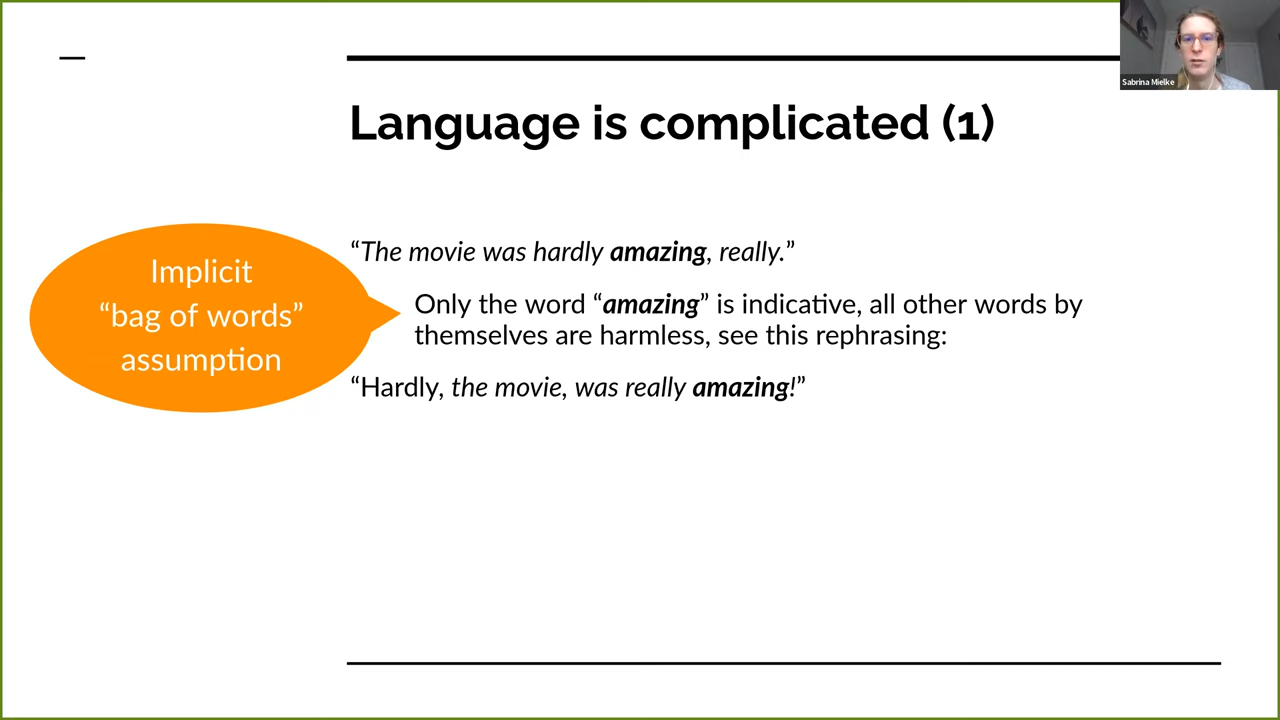 Sabrina Mielke
Language is complicated (1)
Implicit
“bag of words”
assumption
“The movie was hardly amazing, really.”
Only the word “amazing” is indicative, all other words by
themselves are harmless, see this rephrasing:
“Hardly, the movie, was really amazing!”